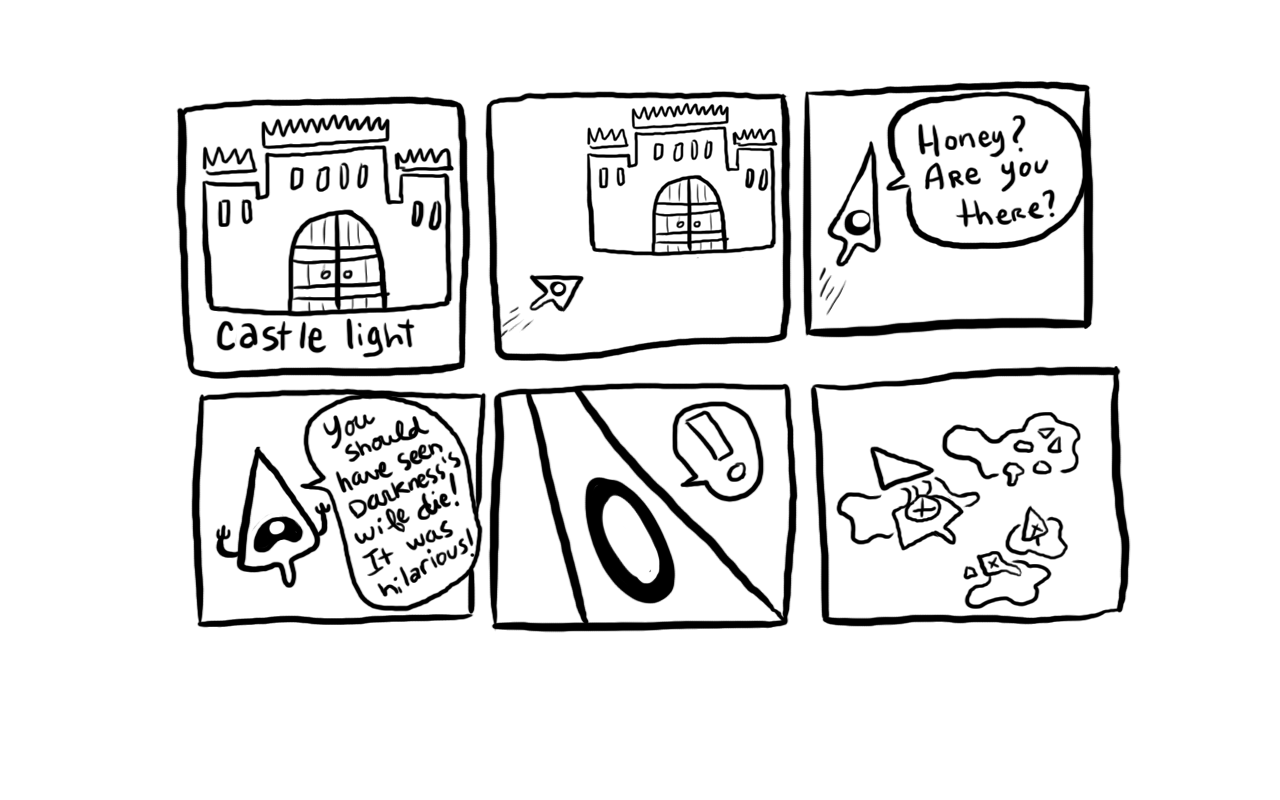 Castle light
Honey?
Are you
there?
You
should
have seen
Darkness's
wife die!
It was
hilarious!
!